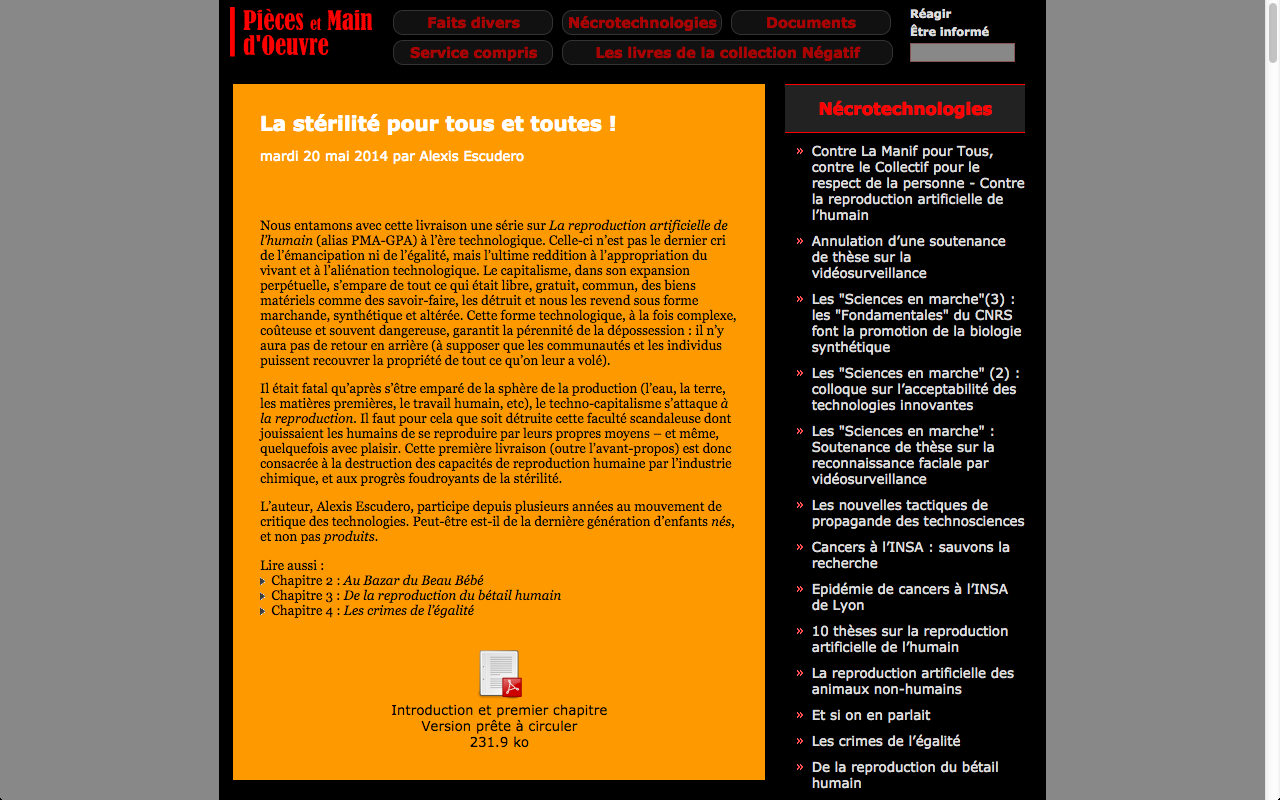 Pièces et Main
d'Oeuvre
Faits divers
Nécrotechnologies
Documents
Service compris
Les livres de la collection Négatif
Réagir
Être informé
La stérilité pour tous et toutes !
mardi 20 mai 2014 par Alexis Escudero
Nous entamons avec cette livraison une série sur La reproduction artificielle de
l’humain (alias PMA-GPA) à l’ère technologique. Celle-ci n’est pas le dernier cri
de l’émancipation ni de l’égalité, mais l’ultime reddition à l’appropriation du
vivant et à l’aliénation technologique. Le capitalisme, dans son expansion
perpétuelle, s’empare de tout ce qui était libre, gratuit, commun, des biens
matériels comme des savoir-faire, les détruit et nous les revend sous forme
marchande, synthétique et altérée. Cette forme technologique, à la fois complexe,
coûteuse et souvent dangereuse, garantit la pérennité de la dépossession : il n’y
aura pas de retour en arrière (à supposer que les communautés et les individus
puissent recouvrer la propriété de tout ce qu’on leur a volé).
Il était fatal qu’après s’être emparé de la sphère de la production (l’eau, la terre,
les matières premières, le travail humain, etc), le techno-capitalisme s’attaque à
la reproduction. Il faut pour cela que soit détruite cette faculté scandaleuse dont
jouissaient les humains de se reproduire par leurs propres moyens – et même,
quelquefois avec plaisir. Cette première livraison (outre l’avant-propos) est donc
consacrée à la destruction des capacités de reproduction humaine par l’industrie
chimique, et aux progrès foudroyants de la stérilité.
L’auteur, Alexis Escudero, participe depuis plusieurs années au mouvement de
critique des technologies. Peut-être est-il de la dernière génération d’enfants nés,
et non pas produits.
Lire aussi :
Chapitre 2 : Au Bazar du Beau Bébé
Chapitre 3 : De la reproduction du bétail humain
Chapitre 4 : Les crimes de l’égalité
Introduction et premier chapitre
Version prête à circuler
231.9 ko
Nécrotechnologies
» Contre La Manif pour Tous,
contre le Collectif pour le
respect de la personne - Contre
la reproduction artificielle de
l’humain
» Annulation d’une soutenance
de thèse sur la
vidéosurveillance
» Les "Sciences en marche"(3) :
les "Fondamentales" du CNRS
font la promotion de la biologie
synthétique
» Les "Sciences en marche" (2) :
colloque sur l’acceptabilité des
technologies innovantes
» Les "Sciences en marche" :
Soutenance de thèse sur la
reconnaissance faciale par
vidéosurveillance
» Les nouvelles tactiques de
propagande des technosciences
» Cancers à l’INSA : sauvons la
recherche
» Epidémie de cancers à l’INSA
de Lyon
» 10 thèses sur la reproduction
artificielle de l’humain
» La reproduction artificielle des
animaux non-humains
» Et si on en parlait
» Les crimes de l’égalité
» De la reproduction du bétail
humain